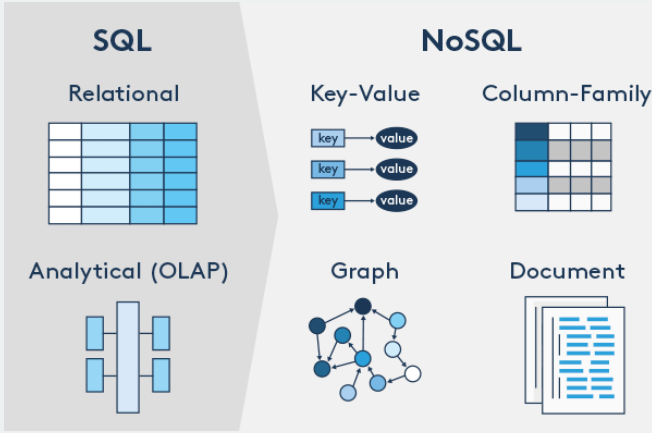 SQL
NoSQL
Relational
Key-Value
Column-Family
key
value
key
value
key
value
Analytical (OLAP)
Graph
Document